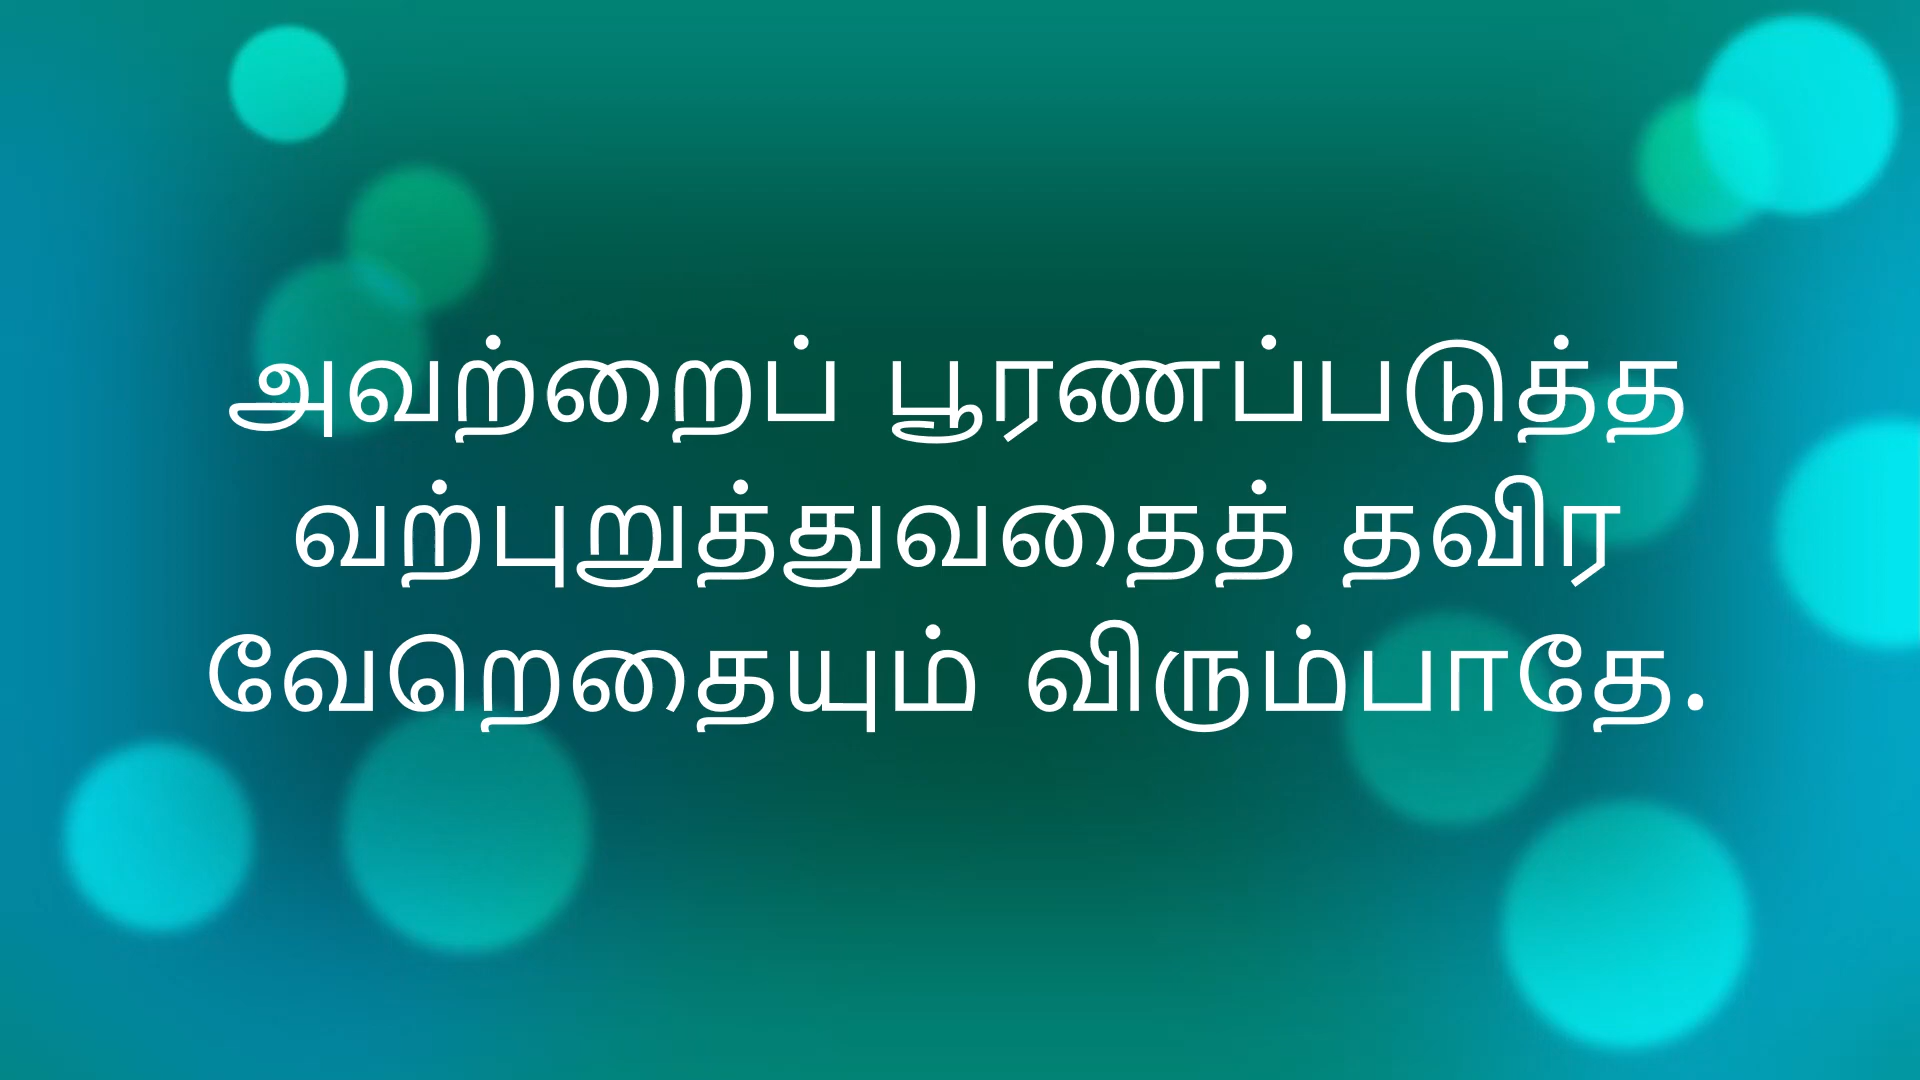 அவற்றைப் பூரணப்படுத்த
வற்புறுத்துவதைத் தவிர
வேறெதையும் விரும்பாதே.